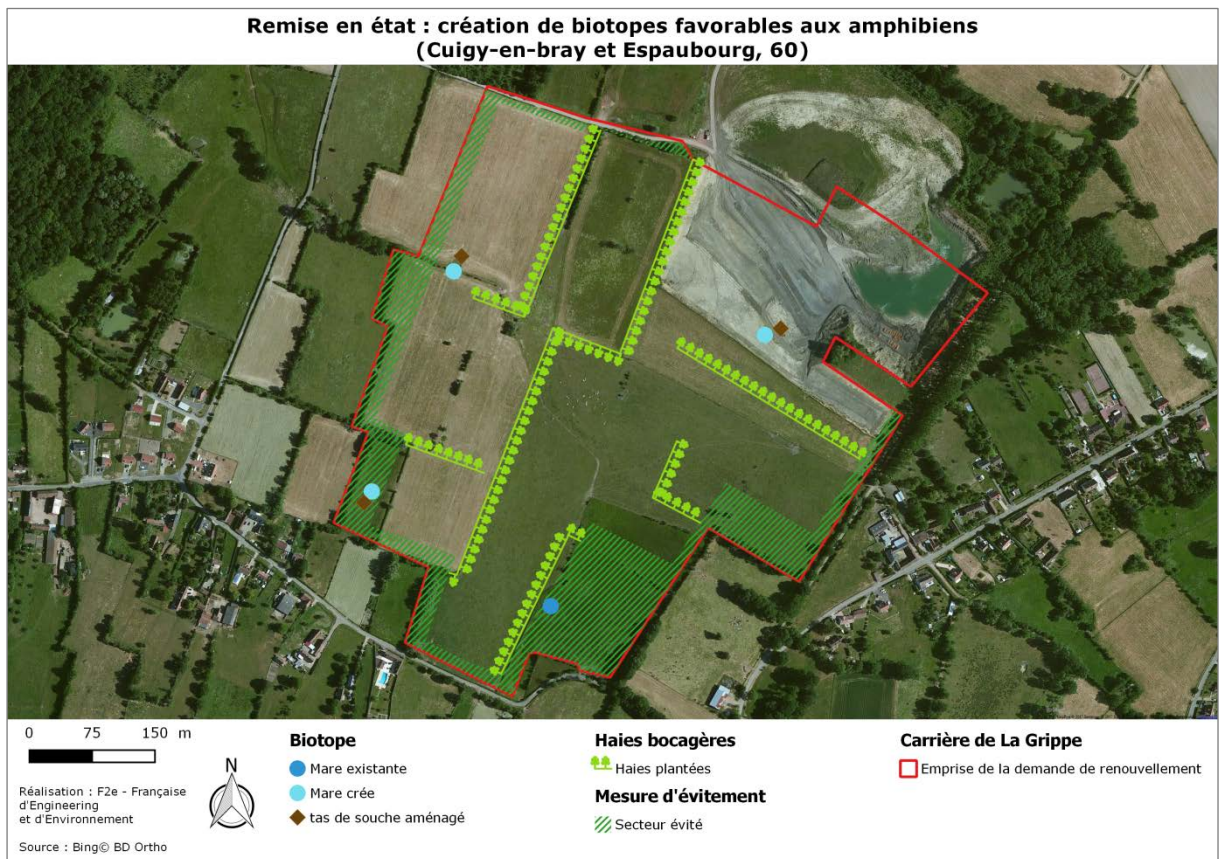 Remise en état : création de biotopes favorables aux amphibiens
(Cuigy-en-bray et Espaubourg, 60)
0 75 150 m
N
Réalisation : F2e - Française
d'Engineering
et d'Environnement
Source : Bing© BD Ortho
Biotope
Mare existante
Mare crée
tas de souche aménagé
Haies bocagères
Haies plantées
Mesure d'évitement
Secteur évité
Carrière de La Grippe
Emprise de la demande de renouvellement